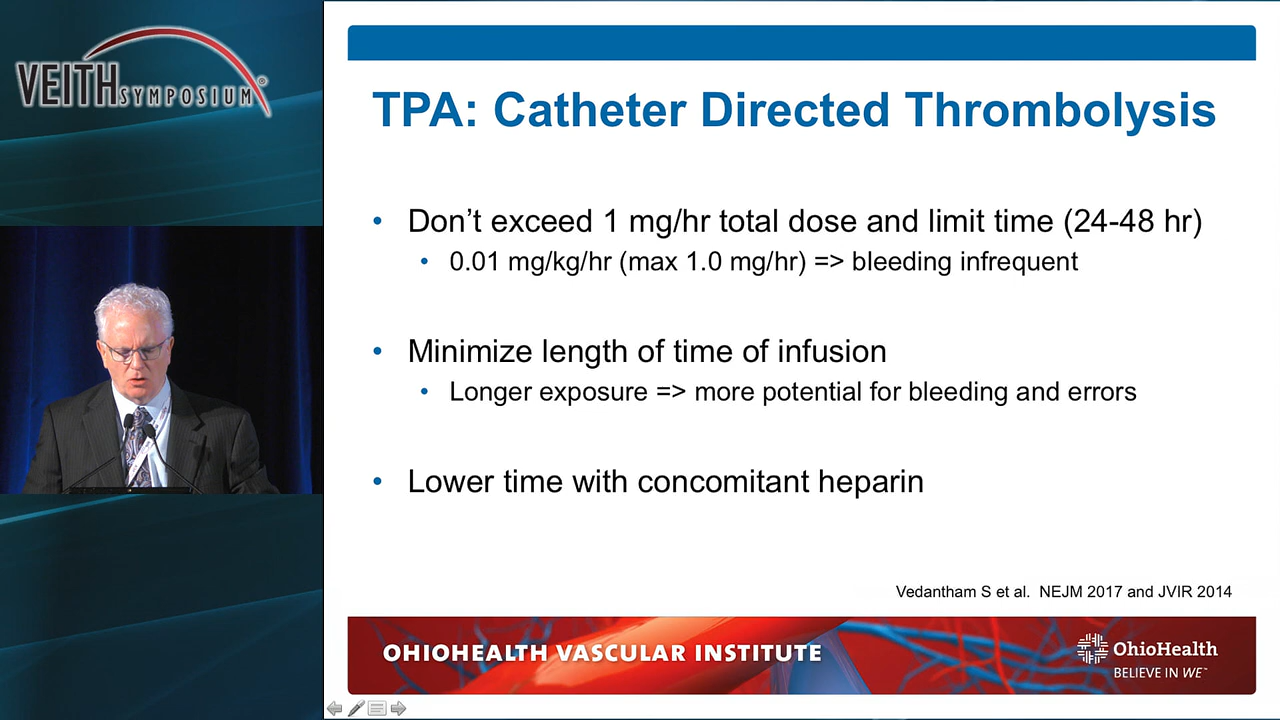 VEITHSYMPOSIUM®
TPA: Catheter Directed Thrombolysis
• Don’t exceed 1 mg/hr total dose and limit time (24-48 hr)
• 0.01 mg/kg/hr (max 1.0 mg/hr) => bleeding infrequent
• Minimize length of time of infusion
• Longer exposure => more potential for bleeding and errors
• Lower time with concomitant heparin
Vedantham S et al. NEJM 2017 and JVIR 2014
OHIOHEALTH VASCULAR INSTITUTE
OhioHealth
BELIEVE IN WE℠